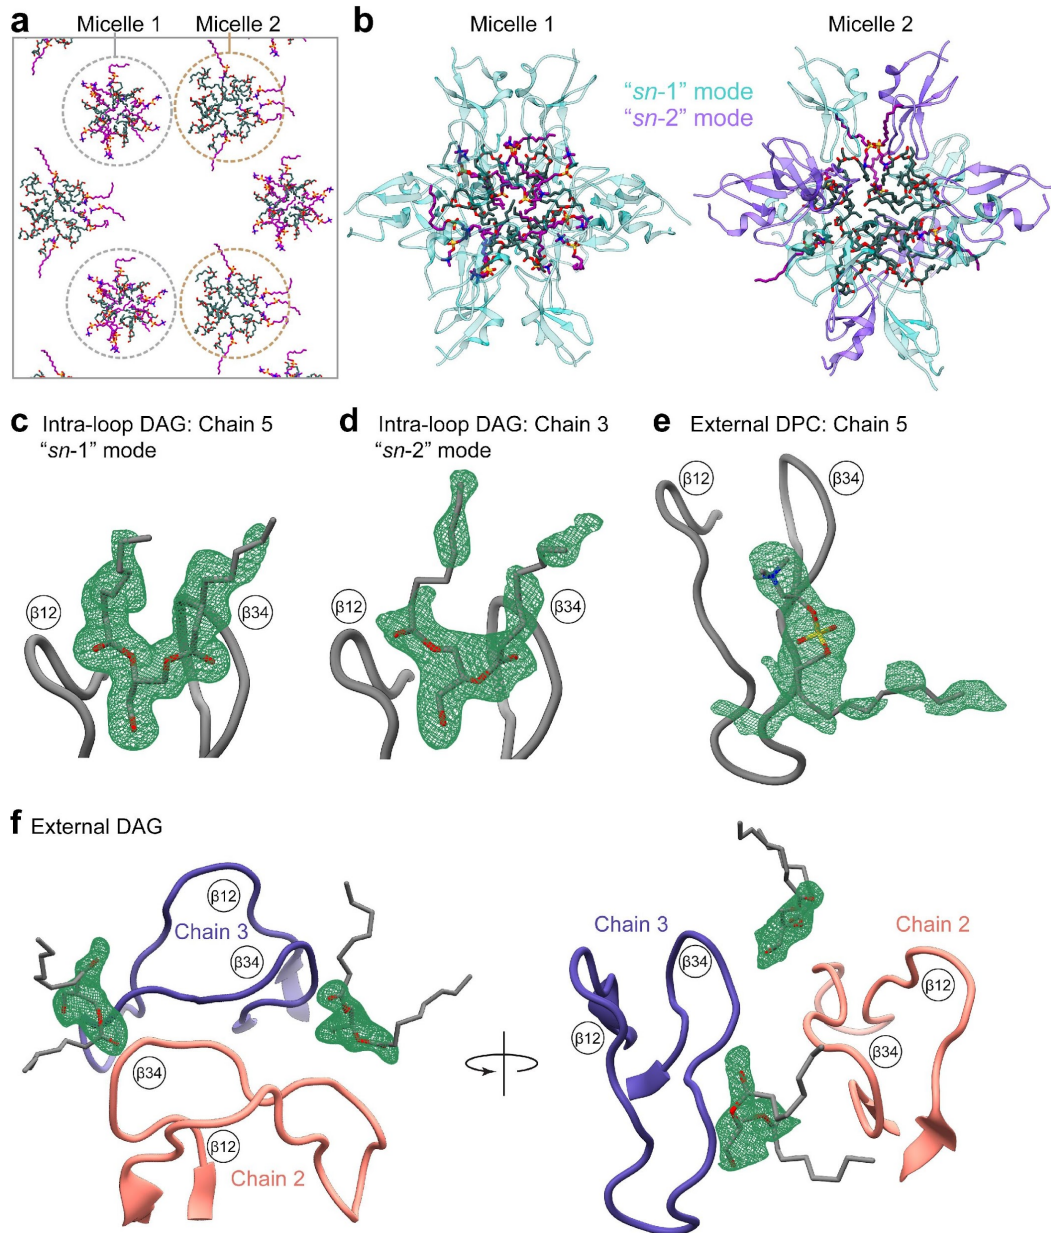 a Micelle 1 Micelle 2
b Micelle 1 Micelle 2
“sn-1” mode
“sn-2” mode
c Intra-loop DAG: Chain 5
“sn-1” mode
β12
β34
d Intra-loop DAG: Chain 3
“sn-2” mode
β12
β34
e External DPC: Chain 5
β12
β34
f External DAG
β12
Chain 3
β34
β34
β12
Chain 2
Chain 3
β34
β12
Chain 2
β12
β34